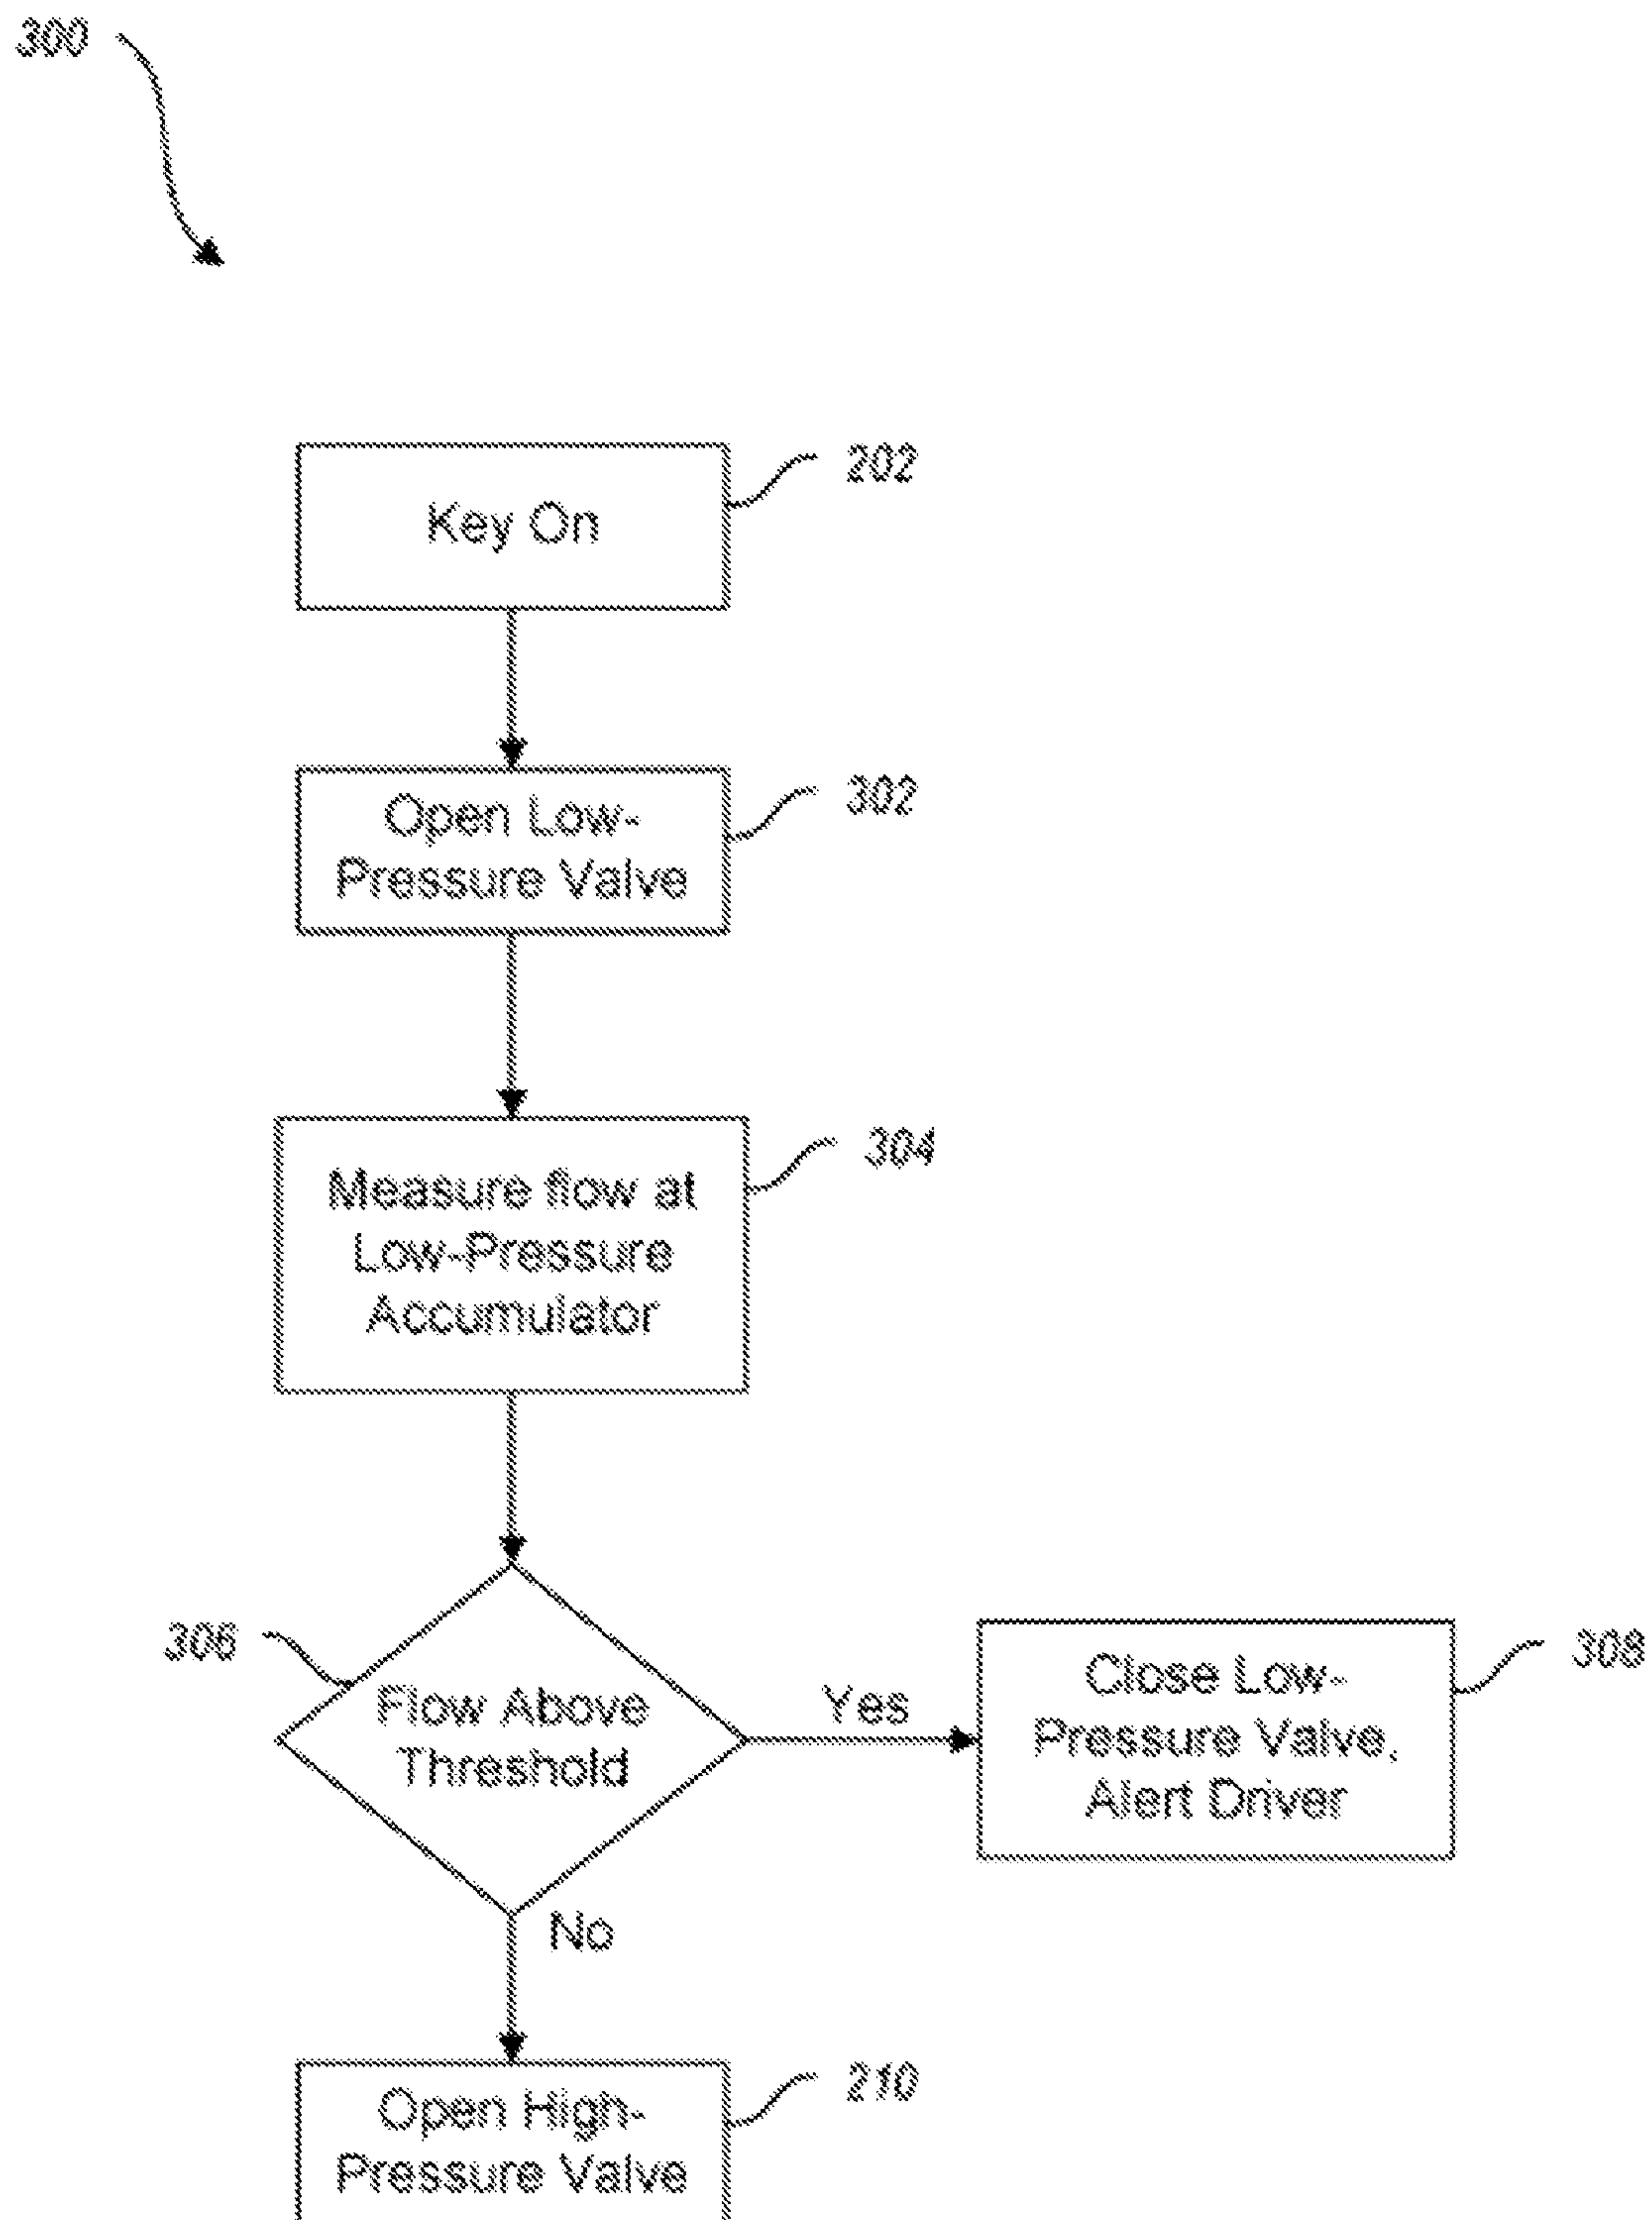 300
Key On
202
Open Low-
Pressure Valve
302
Measure flow at
Low-Pressure
Accumulator
304
306
Flow Above
Threshold
Yes
Close Low-
Pressure Valve,
Alert Driver
308
No
Open High-
Pressure Valve
210